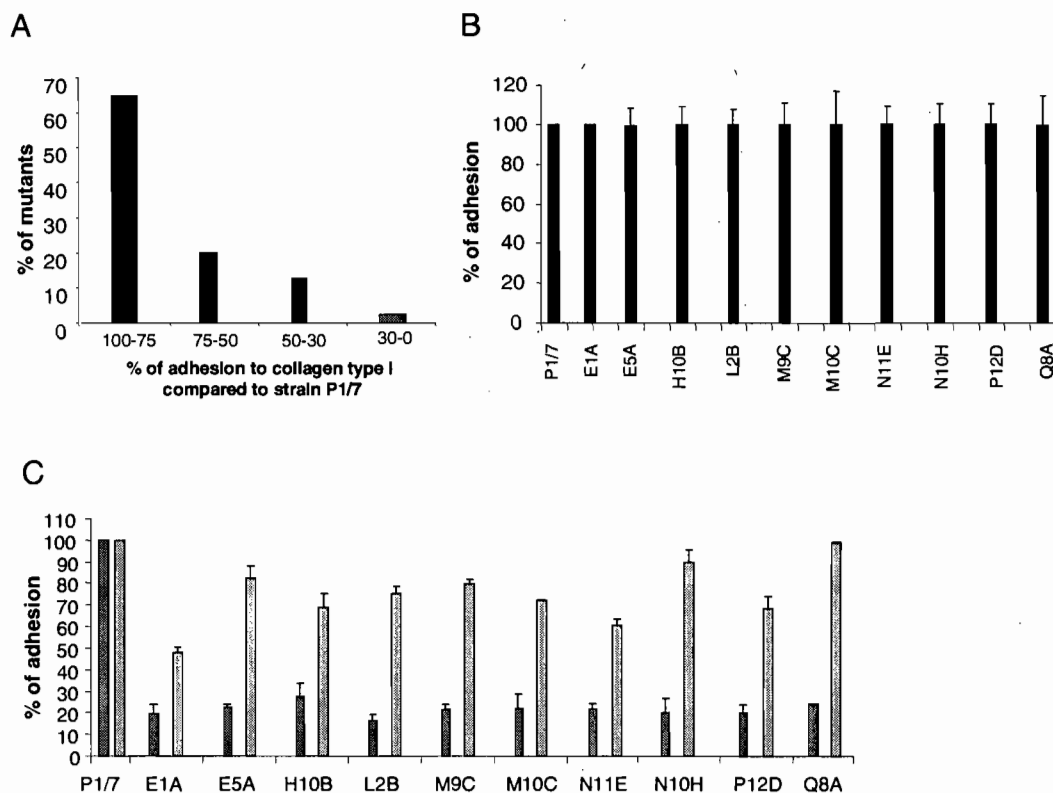 A
70
60
50
40
30
20
10
0
% of mutants
100-75 75-50 50-30 30-0
% of adhesion to collagen type I
compared to strain P1/7
B
120
100
80
60
40
20
0
% of adhesion
P1/7 E1A E5A H10B L2B M9C M10C N11E N10H P12D Q8A
C
110
100
90
80
70
60
50
40
30
20
10
0
% of adhesion
P1/7 E1A E5A H10B L2B M9C M10C N11E N10H P12D Q8A